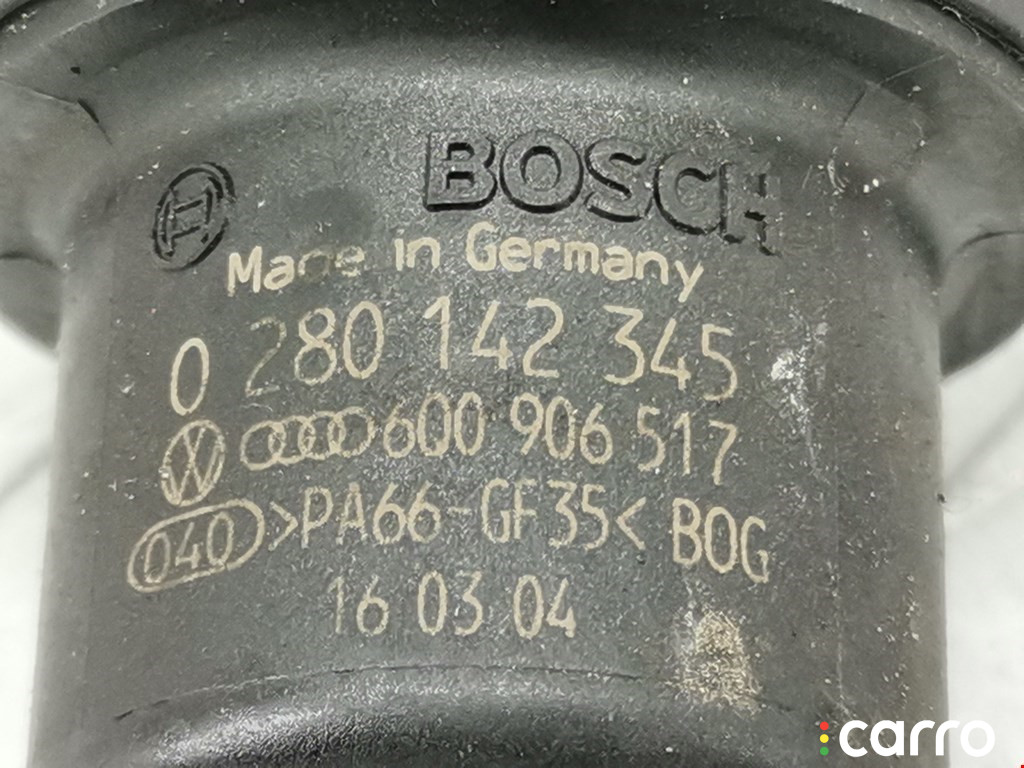 BOSCH
Made in Germany
0 280 142 345
600 906 517
040 >PA66-GF35< BOG
16 03 04
carro